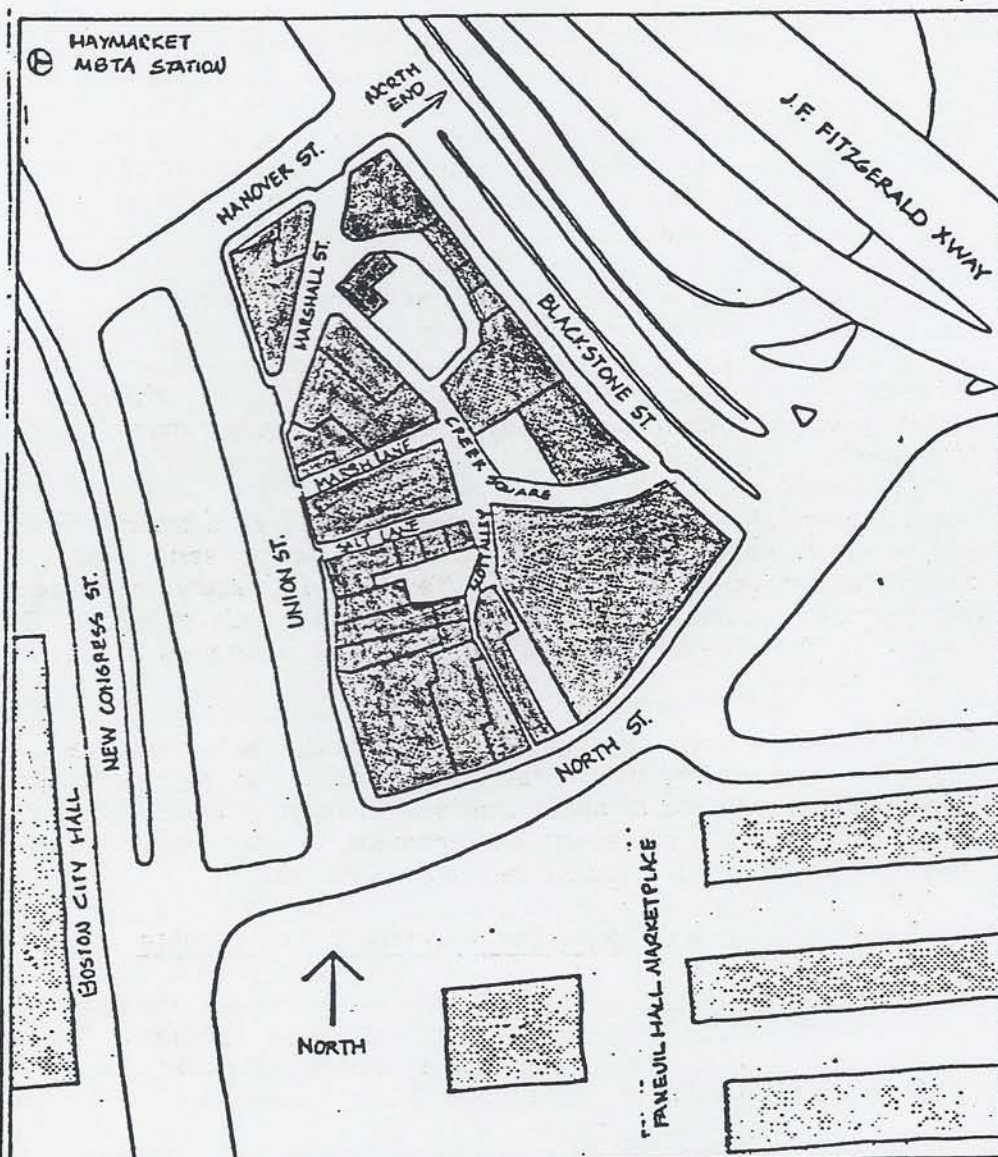 HAYMARKET
MBTA STATION
NORTH
END
J.F. FITZGERALD XWAY
HANOVER ST.
MARSHALL ST.
BLACKSTONE ST.
CREEK
SQUARE
MARSH LANE
SALT LANE
SCOTT ALLEY
UNION ST.
NEW CONGRESS ST.
NORTH ST.
BOSTON CITY HALL
FANEUIL HALL MARKETPLACE
NORTH